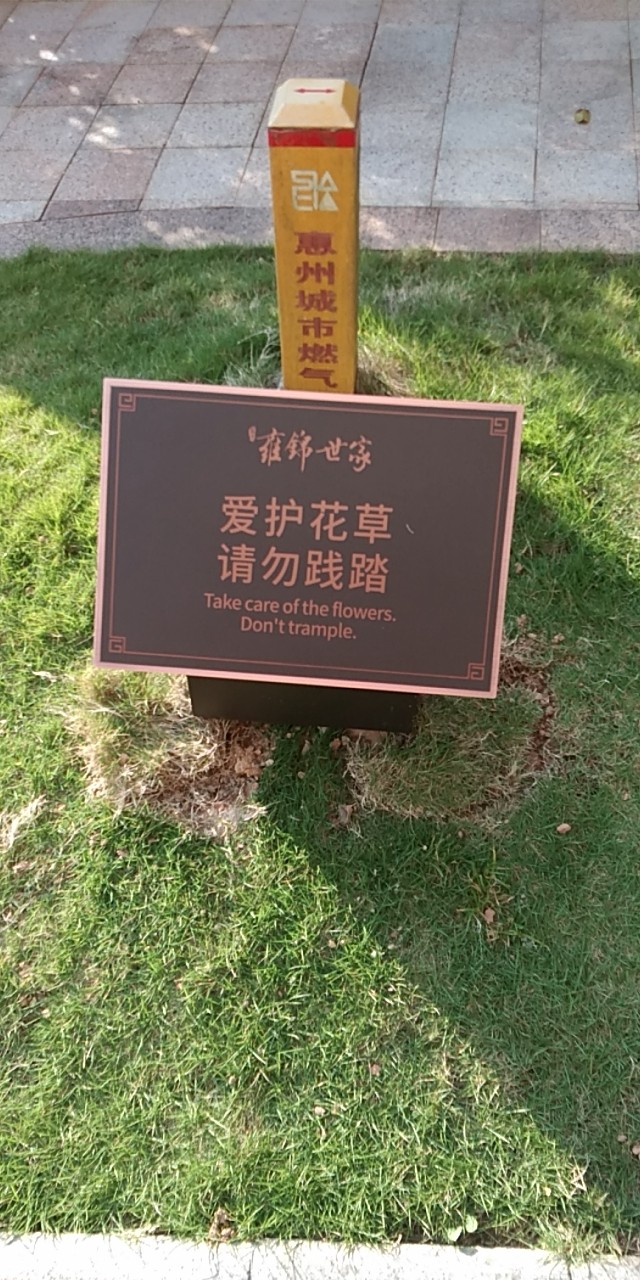 惠州城市燃气
雍锦世家
爱护花草
请勿践踏
Take care of the flowers.
Don't trample.